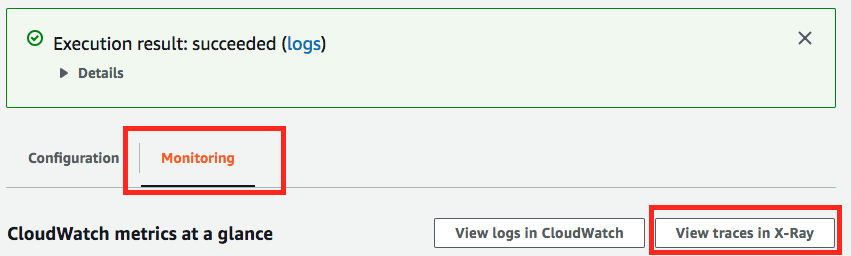 Execution result: succeeded (logs)
Details
Configuration
Monitoring
CloudWatch metrics at a glance
View logs in CloudWatch
View traces in X-Ray